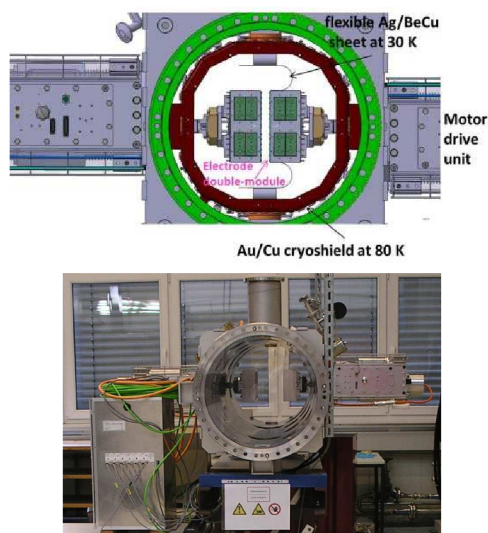 flexible Ag/BeCu
sheet at 30 K
Motor
drive
unit
Electrode
double-module
Au/Cu cryoshield at 80 K